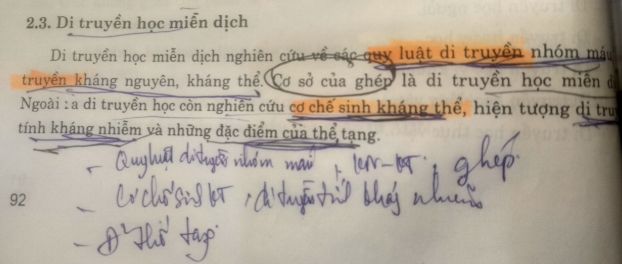 2.3. Di truyền học miễn dịch
Di truyền học miễn dịch nghiên cứu về các quy luật di truyền nhóm máu
truyền kháng nguyên, kháng thể. Cơ sở của ghép là di truyền học miễn d
Ngoài ra di truyền học còn nghiên cứu cơ chế sinh kháng thể, hiện tượng di tru
tính kháng nhiễm và những đặc điểm của thể tạng.
- Quy luật di truyền nhóm máu, KN-KT, ghép.
92
- Cơ chế sinh KT, di truyền tính kháng nhiễm
- Đ² thể tạng.